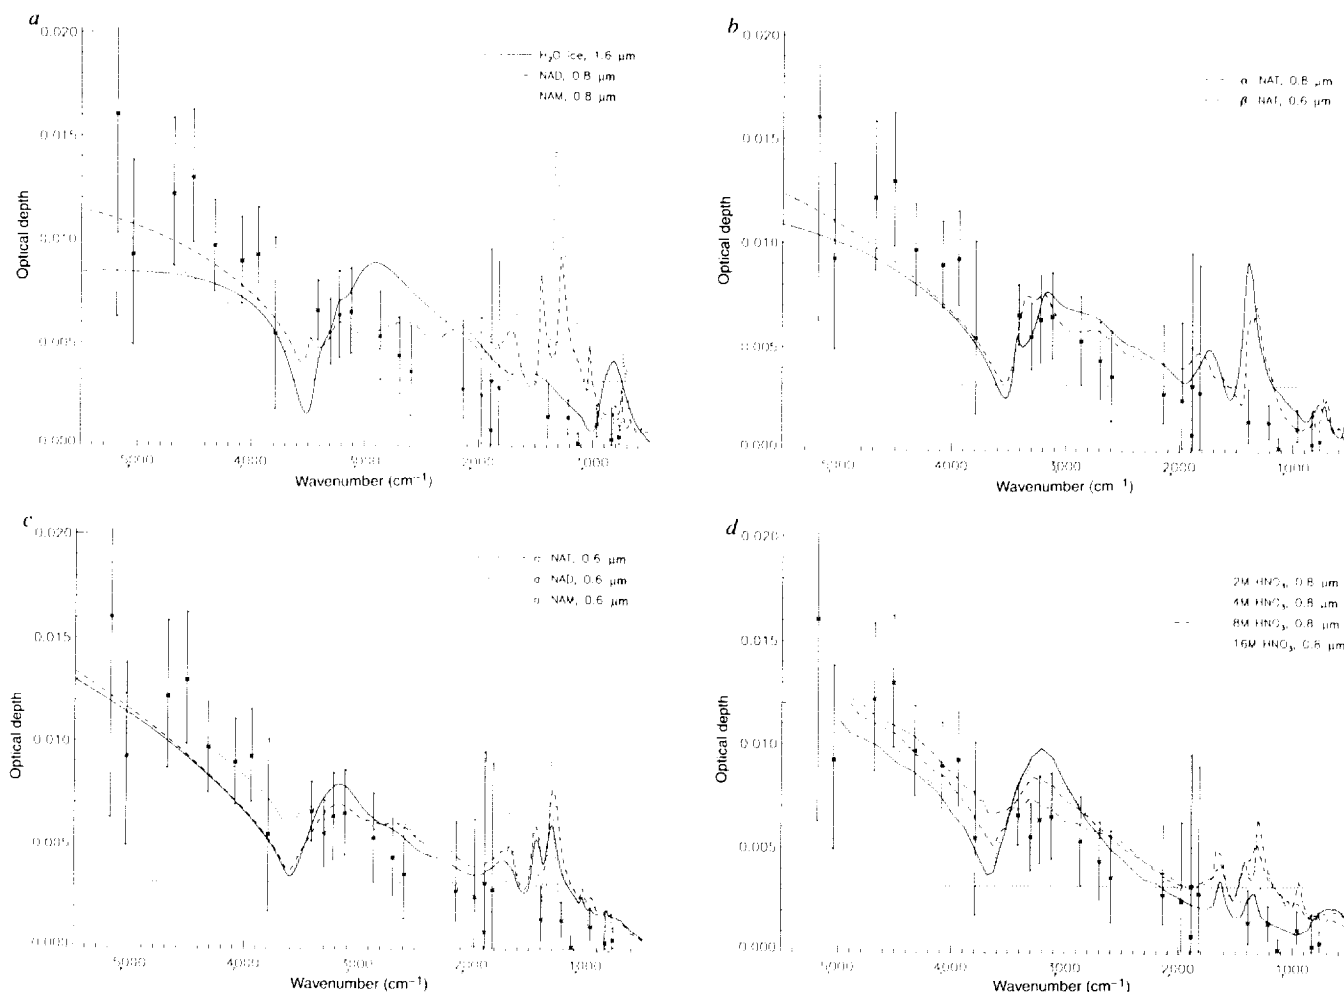 a
0.020
0.015
0.010
0.005
0.000
Optical depth
H₂O ice, 1.6 μm
NAD, 0.8 μm
NAM, 0.8 μm
5000 4000 3000 2000 1000
Wavenumber (cm⁻¹)
b
0.020
0.015
0.010
0.005
0.000
Optical depth
α NAT, 0.8 μm
β NAT, 0.6 μm
5000 4000 3000 2000 1000
Wavenumber (cm⁻¹)
c
0.020
0.015
0.010
0.005
0.000
Optical depth
NAT, 0.6 μm
NAD, 0.6 μm
NAM, 0.6 μm
5000 4000 3000 2000 1000
Wavenumber (cm⁻¹)
d
0.020
0.015
0.010
0.005
0.000
Optical depth
2M HNO₃, 0.8 μm
4M HNO₃, 0.8 μm
8M HNO₃, 0.8 μm
16M HNO₃, 0.8 μm
5000 4000 3000 2000 1000
Wavenumber (cm⁻¹)